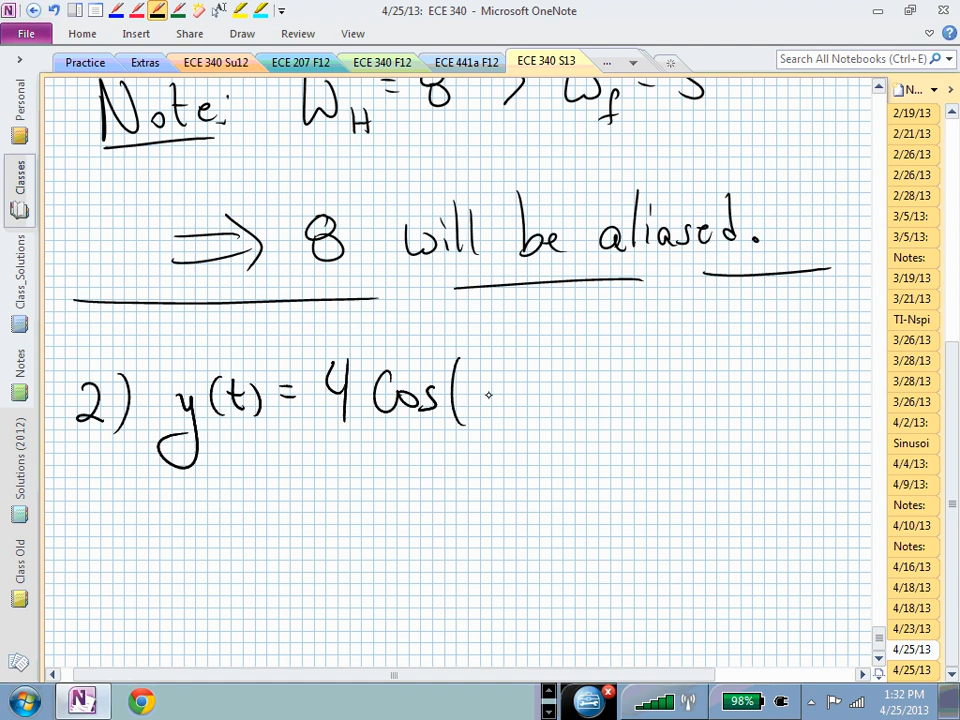 4/25/13: ECE 340 - Microsoft OneNote
File Home Insert Share Draw Review View
Practice Extras ECE 340 Su12 ECE 207 F12 ECE 340 F12 ECE 441a F12 ECE 340 S13 ...
Search All Notebooks (Ctrl+E)
Personal
Classes
Class_Solutions
Notes
Solutions (2012)
Class Old
Note: W_H = 8 , W_f = 5
⇒ 8 will be aliased.
2) y(t) = 4 Cos(
N...
2/19/13
2/21/13
2/26/13
2/26/13
2/28/13
3/5/13:
3/5/13:
Notes:
3/19/13
3/21/13
TI-Nspi
3/26/13
3/28/13
3/28/13
4/2/13:
Sinusoi
4/4/13:
4/9/13:
Notes:
4/10/13
Notes:
4/16/13
4/18/13
4/18/13
4/23/13
4/25/13
4/25/13
98%
1:32 PM
4/25/2013